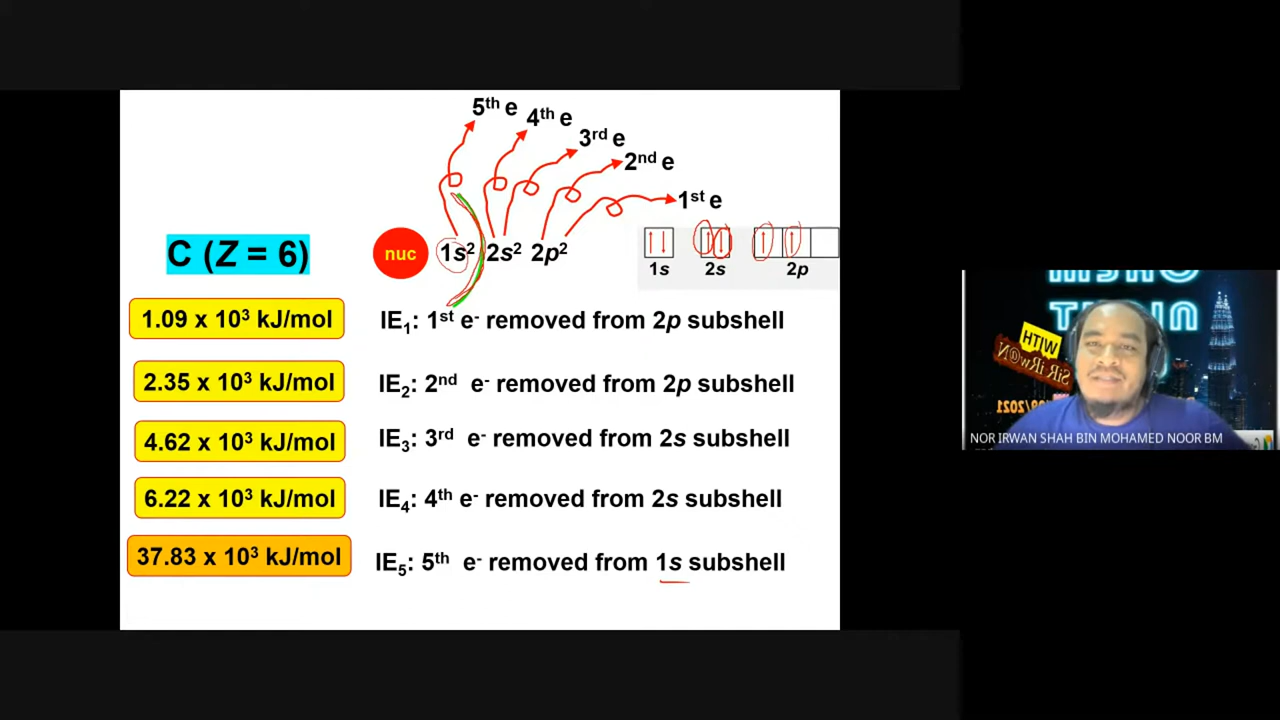 5th e
4th e
3rd e
2nd e
1st e
C (Z = 6)
nuc
1s² 2s² 2p²
1s 2s 2p
1.09 x 10³ kJ/mol
IE₁: 1st e⁻ removed from 2p subshell
2.35 x 10³ kJ/mol
IE₂: 2nd e⁻ removed from 2p subshell
4.62 x 10³ kJ/mol
IE₃: 3rd e⁻ removed from 2s subshell
6.22 x 10³ kJ/mol
IE₄: 4th e⁻ removed from 2s subshell
37.83 x 10³ kJ/mol
IE₅: 5th e⁻ removed from 1s subshell
WITH
SiR iRw@N
NOR IRWAN SHAH BIN MOHAMED NOOR BM